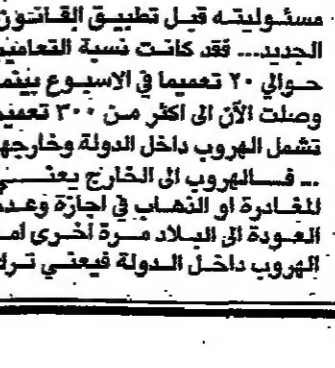 مسئوليته قبل تطبيق القانون
الجديد... فقد كانت نسبة التعاميم
حوالي ٢٠ تعميما في الاسبوع بينما
وصلت الآن الى اكثر من ٣٠٠ تعميم
تشمل الهروب داخل الدولة وخارجها
.. فالهروب الى الخارج يعني
المغادرة او الذهاب في اجازة وعدم
العودة الى البلاد مرة اخرى اما
الهروب داخل الدولة فيعني ترك